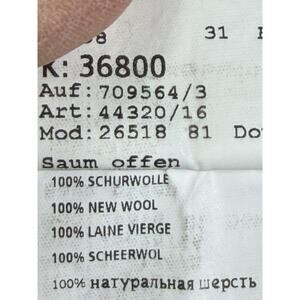 8 31
K: 36800
Auf: 709564/3
Art: 44320/16
Mod: 26518 81
Saum offen
100% SCHURWOLLE
100% NEW WOOL
100% LAINE VIERGE
100% SCHEERWOL
100% натуральная шерсть